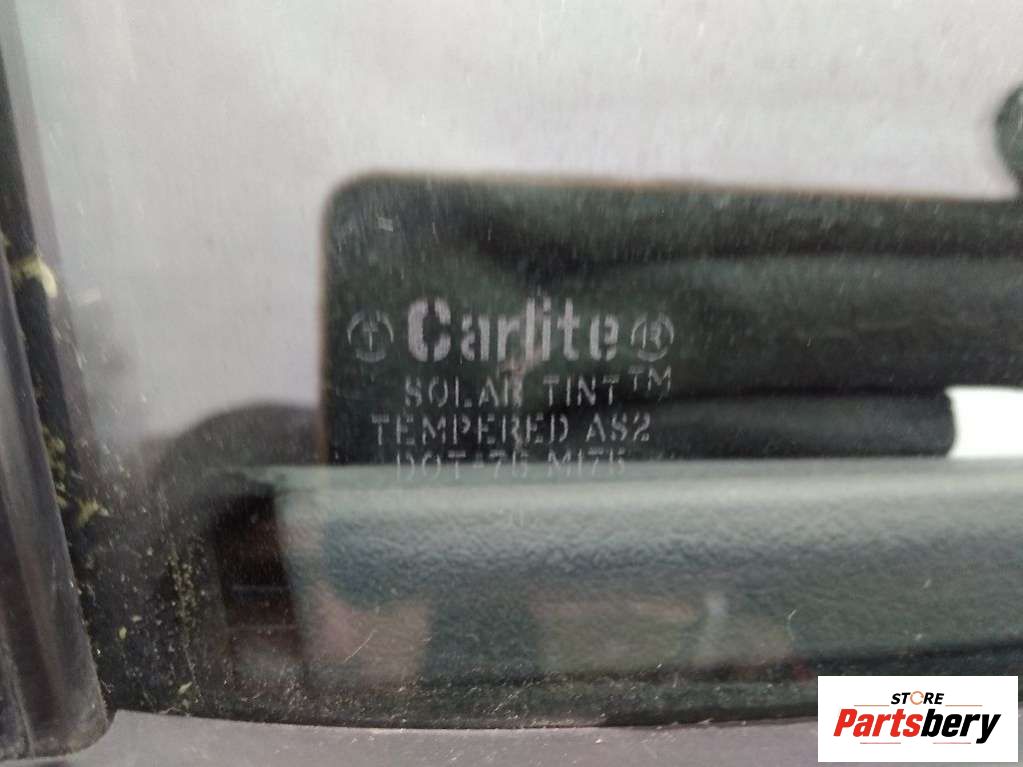 T Carlite ®
SOLAR TINT™
TEMPERED AS2
STORE
Partsbery